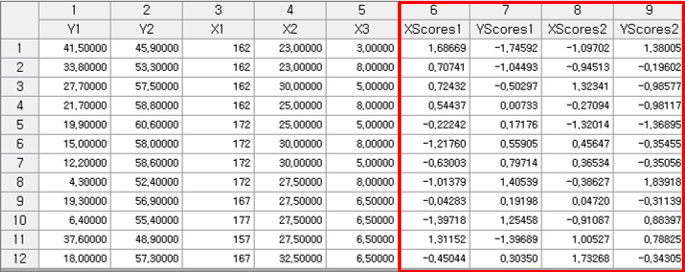 1 2 3 4 5 6 7 8 9
Y1 Y2 X1 X2 X3 XScores1 YScores1 XScores2 YScores2
1 41,50000 45,90000 162 23,00000 3,00000 1,68669 -1,74592 -1,09702 1,38005
2 33,80000 53,30000 162 23,00000 8,00000 0,70741 -1,04493 -0,94513 -0,19602
3 27,70000 57,50000 162 30,00000 5,00000 0,72432 -0,50297 1,32341 -0,98577
4 21,70000 58,80000 162 25,00000 8,00000 0,54437 0,00733 -0,27094 -0,98117
5 19,90000 60,60000 172 25,00000 5,00000 -0,22242 0,17176 -1,32014 -1,36895
6 15,00000 58,00000 172 30,00000 8,00000 -1,21760 0,55905 0,45647 -0,35455
7 12,20000 58,60000 172 30,00000 5,00000 -0,63003 0,79714 0,36534 -0,35056
8 4,30000 52,40000 172 27,50000 8,00000 -1,01379 1,40539 -0,38627 1,83918
9 19,30000 56,90000 167 27,50000 6,50000 -0,04283 0,19198 0,04720 -0,31139
10 6,40000 55,40000 177 27,50000 6,50000 -1,39718 1,25458 -0,91087 0,88397
11 37,60000 48,90000 157 27,50000 6,50000 1,31152 -1,39689 1,00527 0,78825
12 18,00000 57,30000 167 32,50000 6,50000 -0,45044 0,30350 1,73268 -0,34305